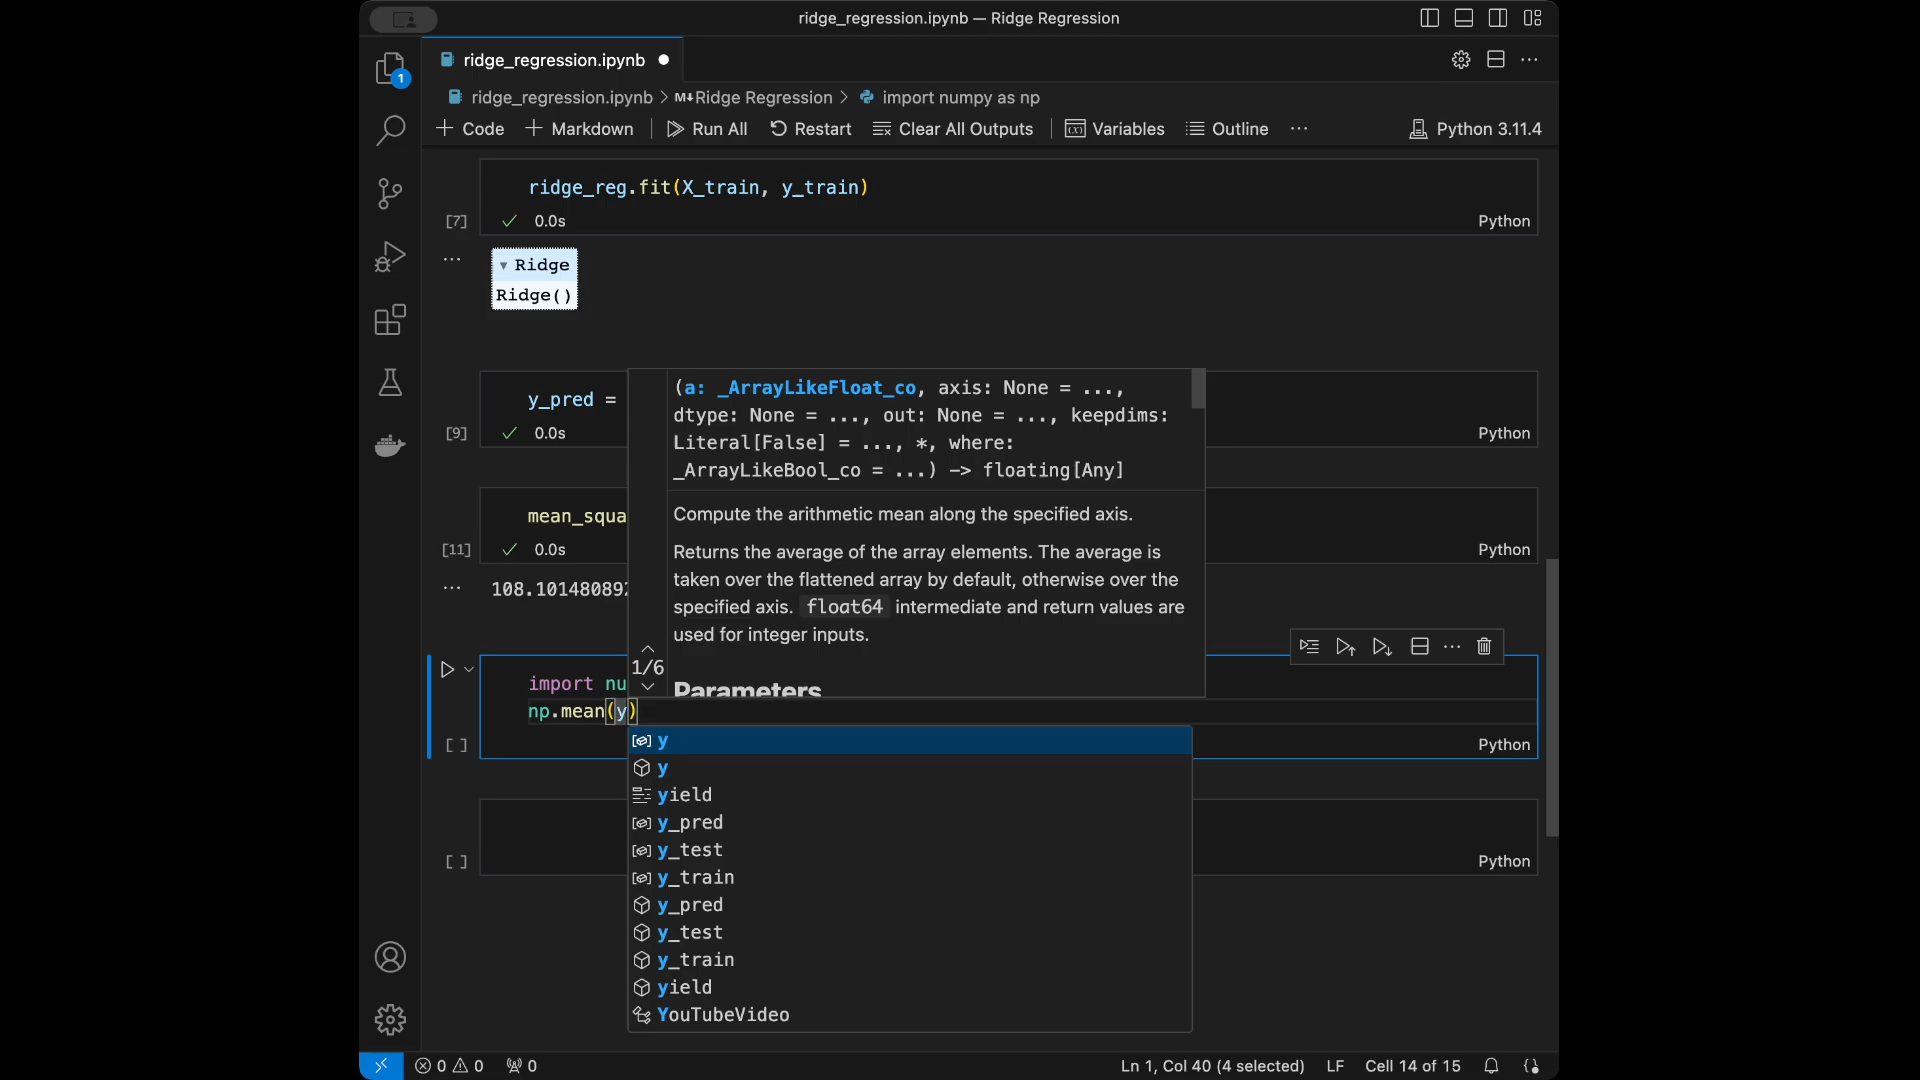 ridge_regression.ipynb — Ridge Regression
ridge_regression.ipynb
1
ridge_regression.ipynb > M↓Ridge Regression > import numpy as np
+ Code + Markdown Run All Restart Clear All Outputs Variables Outline ··· Python 3.11.4
ridge_reg.fit(X_train, y_train)
[7] ✓ 0.0s Python
Ridge
Ridge()
y_pred =
[9] ✓ 0.0s Python
mean_squa
[11] ✓ 0.0s Python
108.10148089
(a: _ArrayLikeFloat_co, axis: None = ...,
dtype: None = ..., out: None = ..., keepdims:
Literal[False] = ..., *, where:
_ArrayLikeBool_co = ...) -> floating[Any]
Compute the arithmetic mean along the specified axis.
Returns the average of the array elements. The average is
taken over the flattened array by default, otherwise over the
specified axis. float64 intermediate and return values are
used for integer inputs.
1/6
Parameters
import nu
np.mean(y)
[ ] Python
y
y
yield
y_pred
y_test
y_train
y_pred
y_test
y_train
yield
YouTubeVideo
[ ] Python
0 0 0 Ln 1, Col 40 (4 selected) LF Cell 14 of 15